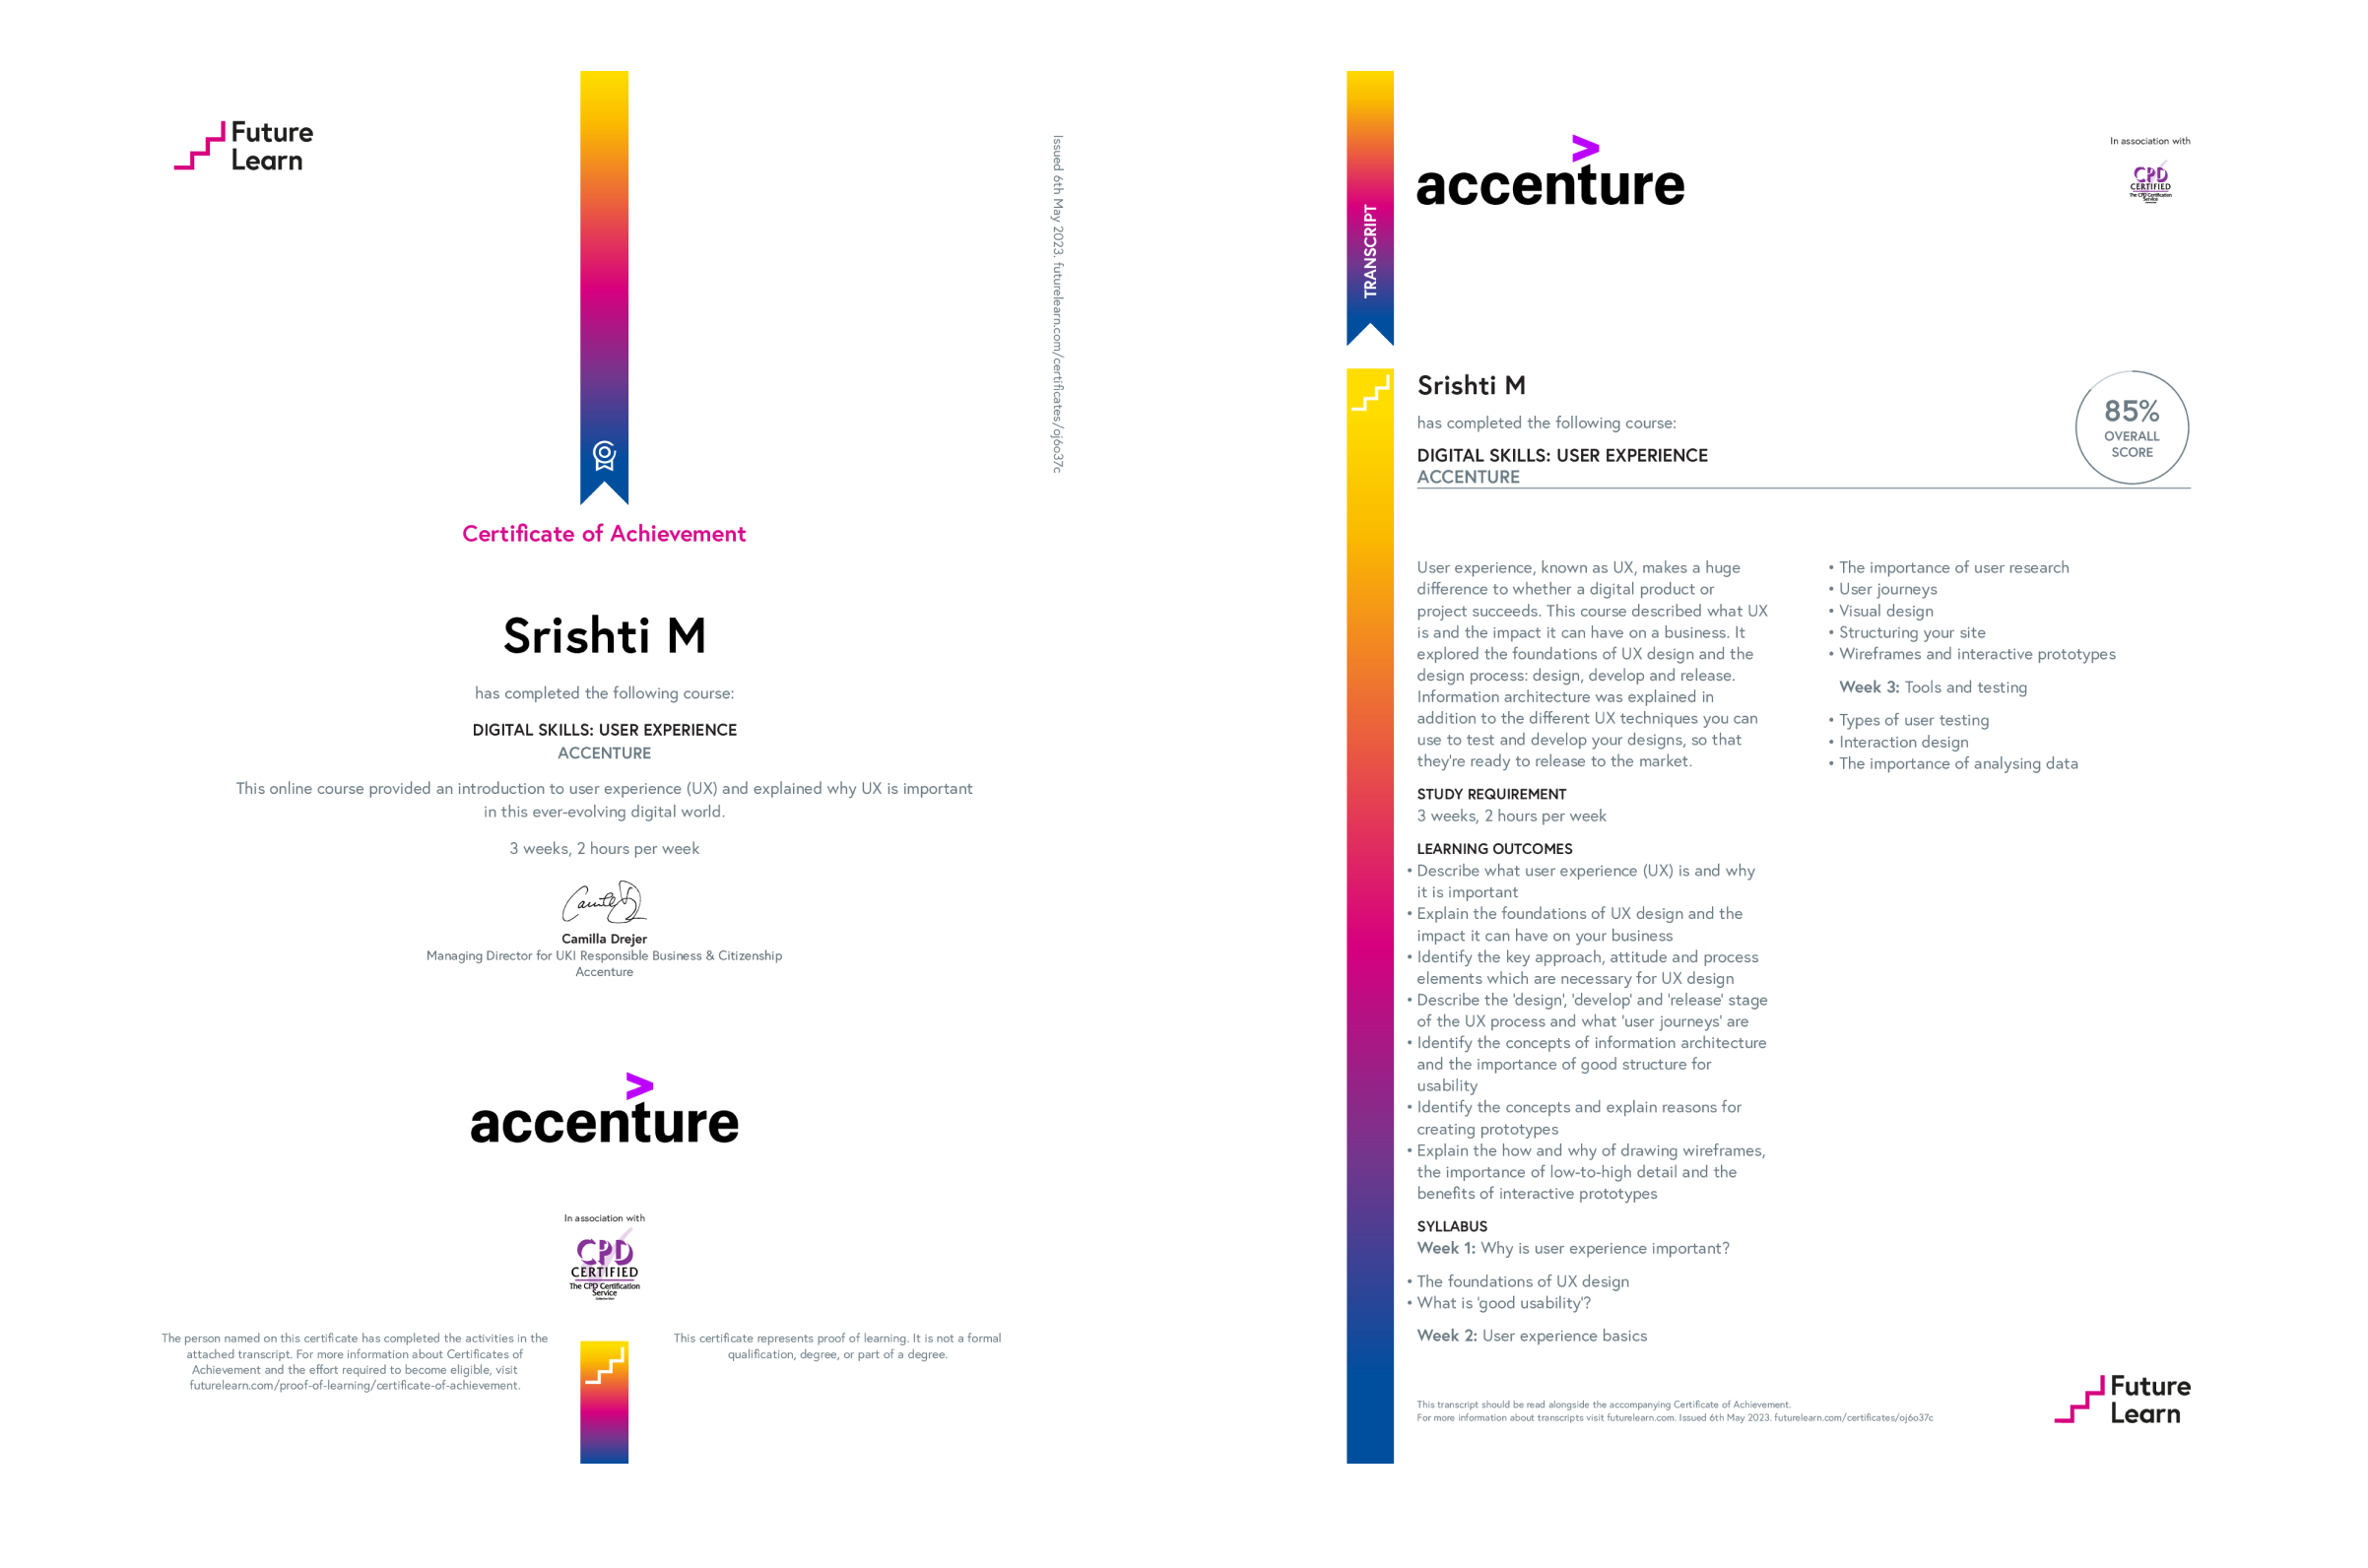 Future
Learn
Issued 6th May 2023. futurelearn.com/certificates/oj6o37c
Certificate of Achievement
Srishti M
has completed the following course:
DIGITAL SKILLS: USER EXPERIENCE
ACCENTURE
This online course provided an introduction to user experience (UX) and explained why UX is important
in this ever-evolving digital world.
3 weeks, 2 hours per week
Camilla Drejer
Managing Director for UKI Responsible Business & Citizenship
Accenture
accenture
In association with
CPD
CERTIFIED
The CPD Certification
Service
The person named on this certificate has completed the activities in the
attached transcript. For more information about Certificates of
Achievement and the effort required to become eligible, visit
futurelearn.com/proof-of-learning/certificate-of-achievement.
This certificate represents proof of learning. It is not a formal
qualification, degree, or part of a degree.
TRANSCRIPT
accenture
In association with
CPD
CERTIFIED
The CPD Certification
Service
Srishti M
has completed the following course:
DIGITAL SKILLS: USER EXPERIENCE
ACCENTURE
85%
OVERALL
SCORE
User experience, known as UX, makes a huge
difference to whether a digital product or
project succeeds. This course described what UX
is and the impact it can have on a business. It
explored the foundations of UX design and the
design process: design, develop and release.
Information architecture was explained in
addition to the different UX techniques you can
use to test and develop your designs, so that
they're ready to release to the market.
STUDY REQUIREMENT
3 weeks, 2 hours per week
LEARNING OUTCOMES
• Describe what user experience (UX) is and why
it is important
• Explain the foundations of UX design and the
impact it can have on your business
• Identify the key approach, attitude and process
elements which are necessary for UX design
• Describe the 'design', 'develop' and 'release' stage
of the UX process and what 'user journeys' are
• Identify the concepts of information architecture
and the importance of good structure for
usability
• Identify the concepts and explain reasons for
creating prototypes
• Explain the how and why of drawing wireframes,
the importance of low-to-high detail and the
benefits of interactive prototypes
SYLLABUS
Week 1: Why is user experience important?
• The foundations of UX design
• What is 'good usability'?
Week 2: User experience basics
• The importance of user research
• User journeys
• Visual design
• Structuring your site
• Wireframes and interactive prototypes
Week 3: Tools and testing
• Types of user testing
• Interaction design
• The importance of analysing data
This transcript should be read alongside the accompanying Certificate of Achievement.
For more information about transcripts visit futurelearn.com. Issued 6th May 2023. futurelearn.com/certificates/oj6o37c
Future
Learn